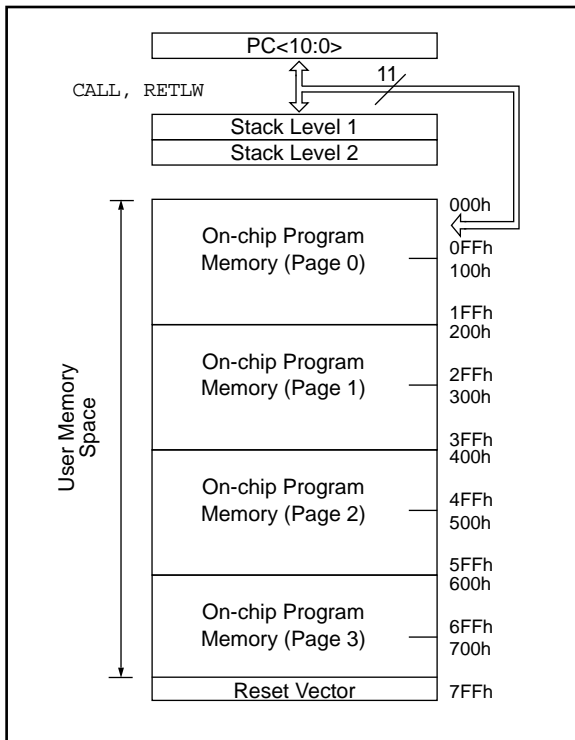 PC<10:0>
11
CALL, RETLW
Stack Level 1
Stack Level 2
000h
On-chip Program
Memory (Page 0)
0FFh
100h
1FFh
200h
On-chip Program
Memory (Page 1)
2FFh
300h
3FFh
400h
On-chip Program
Memory (Page 2)
4FFh
500h
5FFh
600h
On-chip Program
Memory (Page 3)
6FFh
700h
Reset Vector
7FFh
User Memory
Space